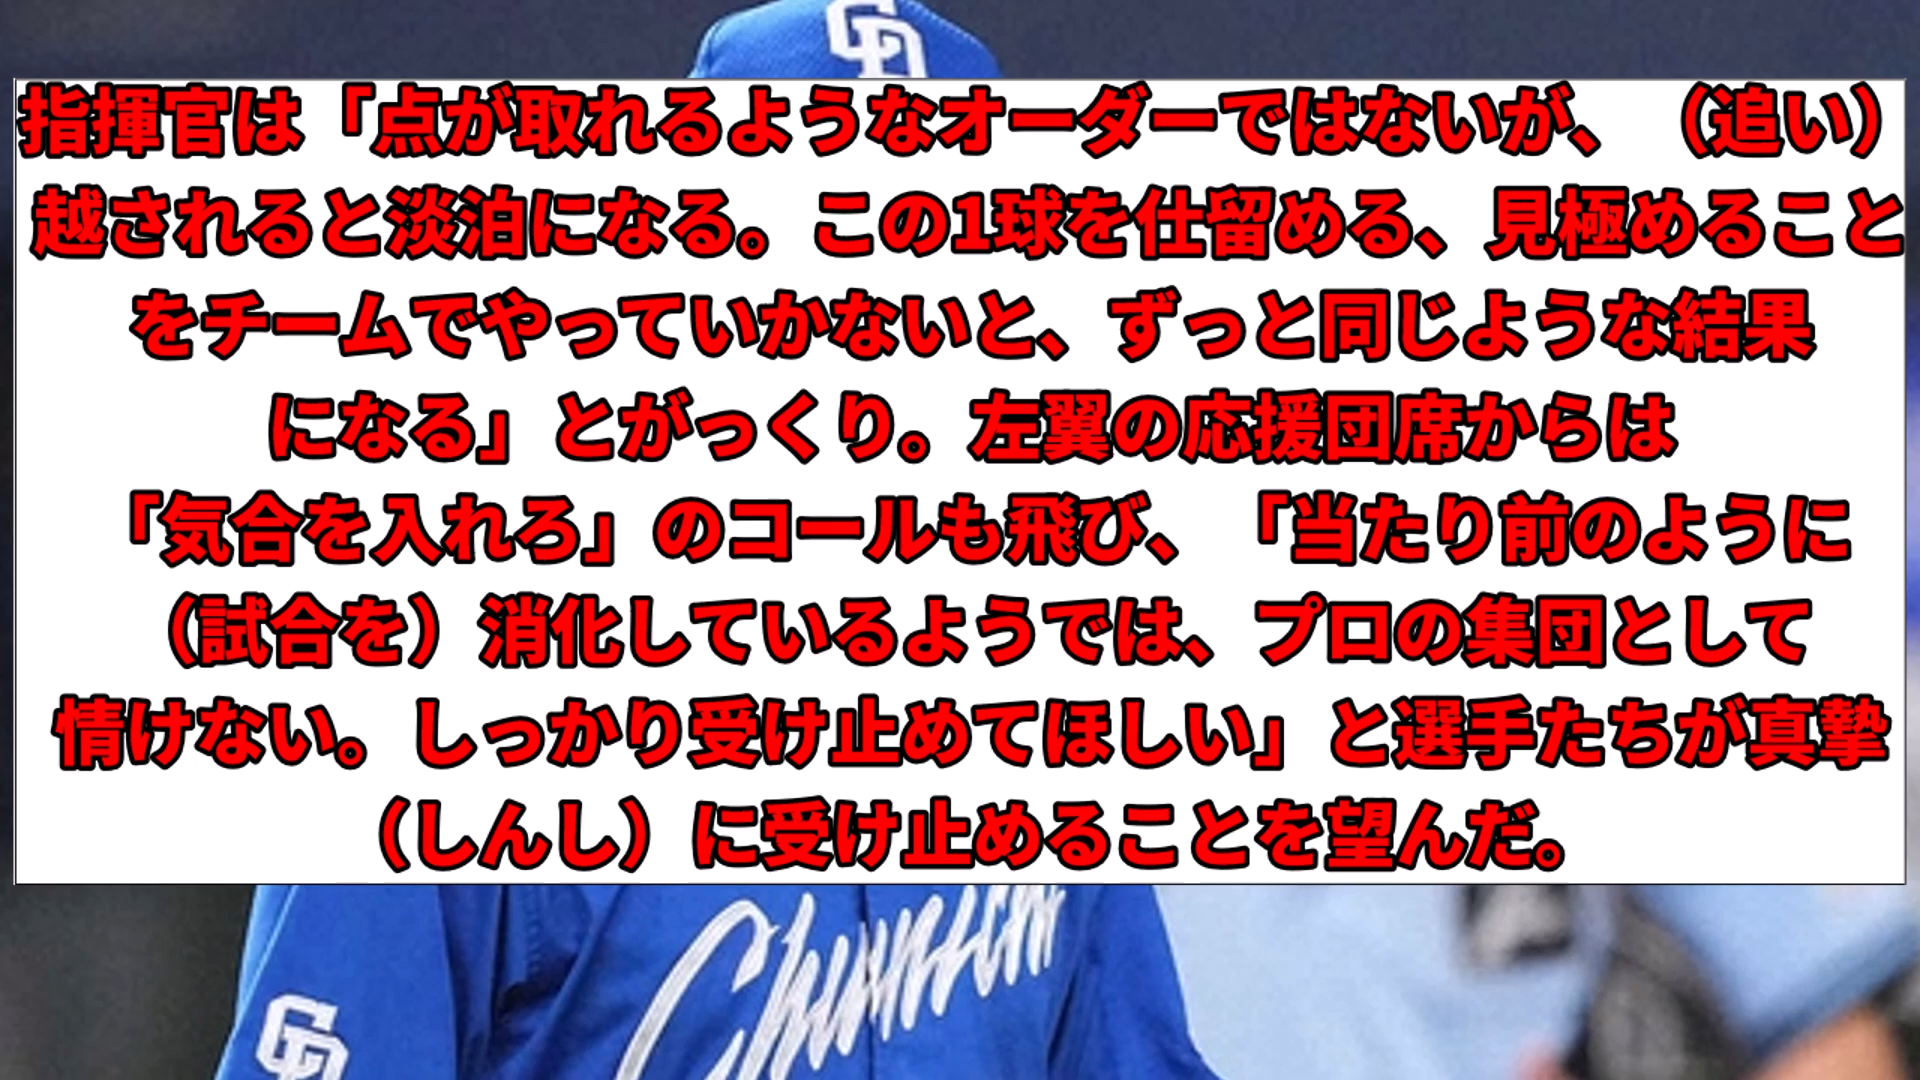 指揮官は「点が取れるようなオーダーではないが、（追い）
越されると淡泊になる。この1球を仕留める、見極めること
をチームでやっていかないと、ずっと同じような結果
になる」とがっくり。左翼の応援団席からは
「気合を入れろ」のコールも飛び、「当たり前のように
（試合を）消化しているようでは、プロの集団として
情けない。しっかり受け止めてほしい」と選手たちが真摯
（しんし）に受け止めることを望んだ。
CD
Chunichi
CD